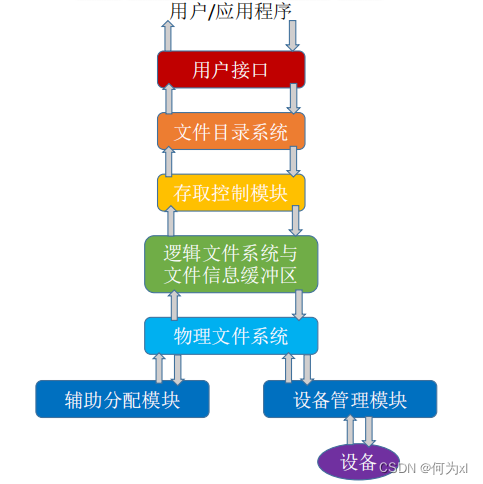 用户/应用程序
用户接口
文件目录系统
存取控制模块
逻辑文件系统与
文件信息缓冲区
物理文件系统
辅助分配模块
设备管理模块
设备
CSDN @何为xl